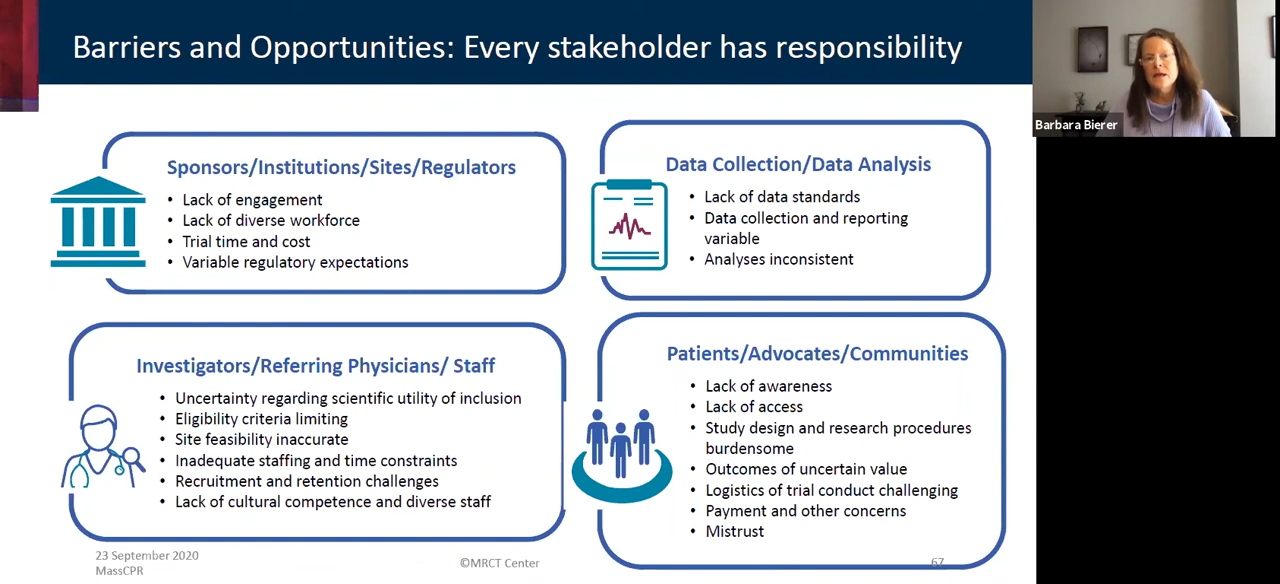 Barriers and Opportunities: Every stakeholder has responsibility
Barbara Bierer
Sponsors/Institutions/Sites/Regulators
• Lack of engagement
• Lack of diverse workforce
• Trial time and cost
• Variable regulatory expectations
Data Collection/Data Analysis
• Lack of data standards
• Data collection and reporting
variable
• Analyses inconsistent
Investigators/Referring Physicians/ Staff
• Uncertainty regarding scientific utility of inclusion
• Eligibility criteria limiting
• Site feasibility inaccurate
• Inadequate staffing and time constraints
• Recruitment and retention challenges
• Lack of cultural competence and diverse staff
Patients/Advocates/Communities
• Lack of awareness
• Lack of access
• Study design and research procedures
burdensome
• Outcomes of uncertain value
• Logistics of trial conduct challenging
• Payment and other concerns
• Mistrust
23 September 2020
MassCPR
©MRCT Center
67